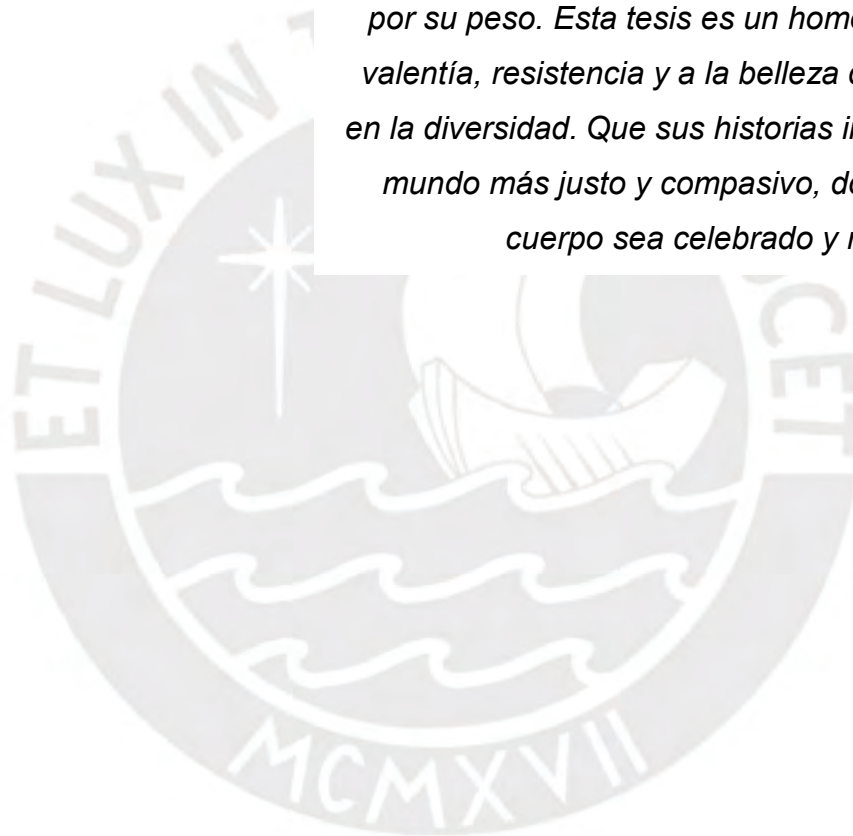 por su peso. Esta tesis es un
valentía, resistencia y a la belleza
en la diversidad. Que sus historias
mundo más justo y compasivo,
cuerpo sea celebrado y
ET LUX IN
MCMXVII